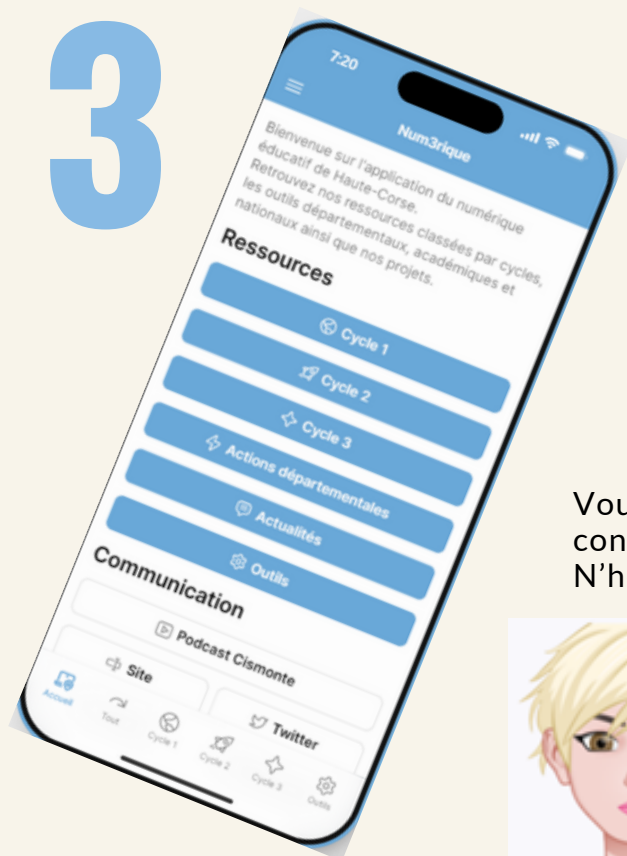 3
7:20
Num3rique
Bienvenue sur l'application du numérique
éducatif de Haute-Corse.
Retrouvez nos ressources classées par cycles,
les outils départementaux, académiques et
nationaux ainsi que nos projets.
Ressources
Cycle 1
Cycle 2
Cycle 3
Actions départementales
Actualités
Outils
Communication
Podcast Cismonte
Site
Twitter
Accueil
Tout
Cycle 1
Cycle 2
Cycle 3
Outils
Vou
con
N'h